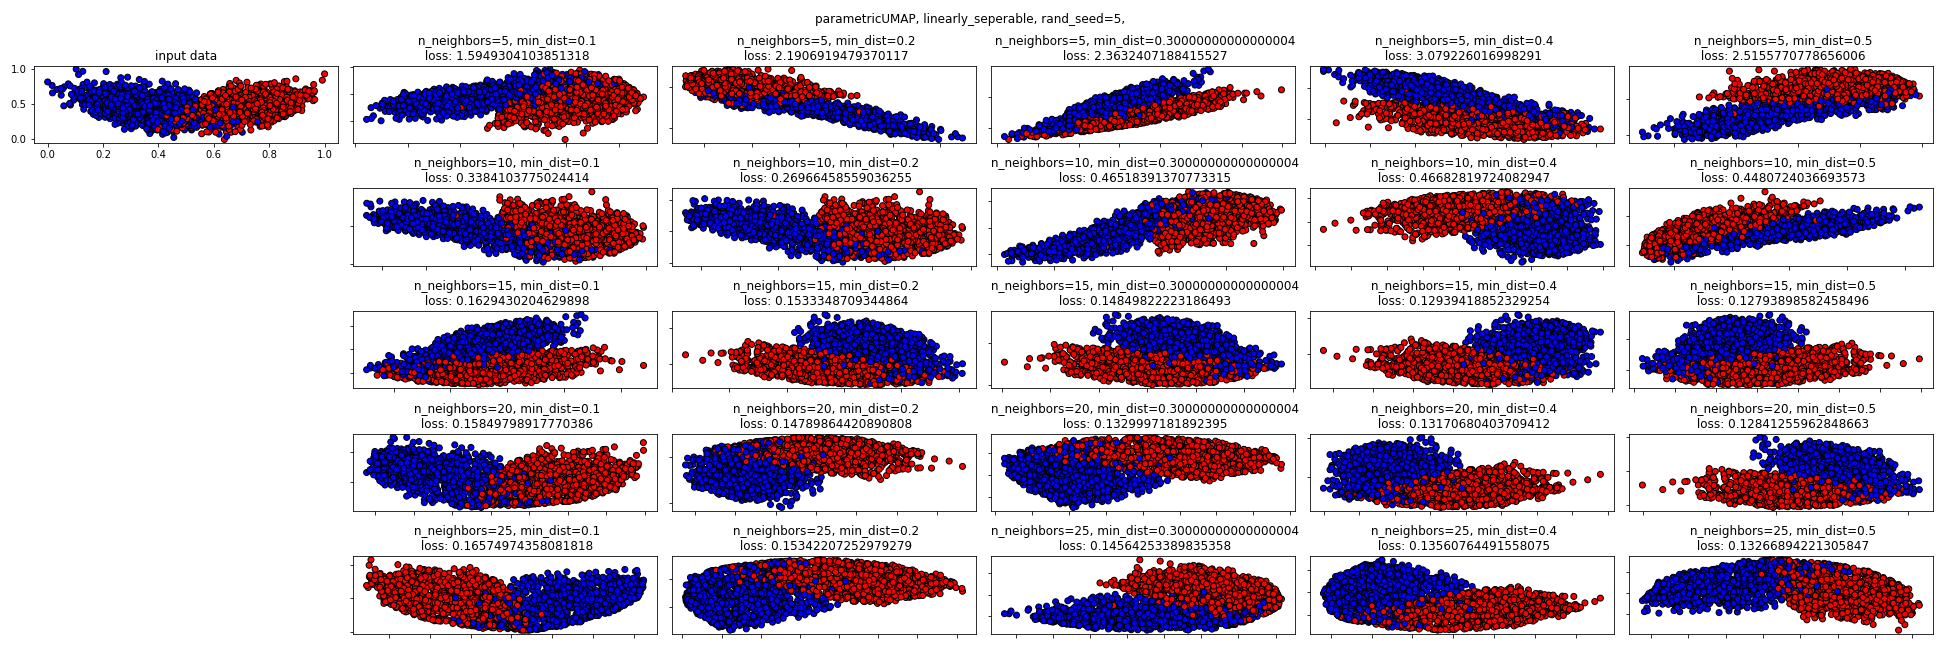 parametricUMAP, linearly_seperable, rand_seed=5,
input data
1.0
0.5
0.0
0.0 0.2 0.4 0.6 0.8 1.0
n_neighbors=5, min_dist=0.1
loss: 1.5949304103851318
n_neighbors=5, min_dist=0.2
loss: 2.1906919479370117
n_neighbors=5, min_dist=0.30000000000000004
loss: 2.3632407188415527
n_neighbors=5, min_dist=0.4
loss: 3.079226016998291
n_neighbors=5, min_dist=0.5
loss: 2.5155770778656006
n_neighbors=10, min_dist=0.1
loss: 0.3384103775024414
n_neighbors=10, min_dist=0.2
loss: 0.26966458559036255
n_neighbors=10, min_dist=0.30000000000000004
loss: 0.46518391370773315
n_neighbors=10, min_dist=0.4
loss: 0.46682819724082947
n_neighbors=10, min_dist=0.5
loss: 0.4480724036693573
n_neighbors=15, min_dist=0.1
loss: 0.1629430204629898
n_neighbors=15, min_dist=0.2
loss: 0.1533348709344864
n_neighbors=15, min_dist=0.30000000000000004
loss: 0.14849822223186493
n_neighbors=15, min_dist=0.4
loss: 0.12939418852329254
n_neighbors=15, min_dist=0.5
loss: 0.12793898582458496
n_neighbors=20, min_dist=0.1
loss: 0.15849798917770386
n_neighbors=20, min_dist=0.2
loss: 0.14789864420890808
n_neighbors=20, min_dist=0.30000000000000004
loss: 0.1329997181892395
n_neighbors=20, min_dist=0.4
loss: 0.13170680403709412
n_neighbors=20, min_dist=0.5
loss: 0.12841255962848663
n_neighbors=25, min_dist=0.1
loss: 0.16574974358081818
n_neighbors=25, min_dist=0.2
loss: 0.15342207252979279
n_neighbors=25, min_dist=0.30000000000000004
loss: 0.14564253389835358
n_neighbors=25, min_dist=0.4
loss: 0.13560764491558075
n_neighbors=25, min_dist=0.5
loss: 0.13266894221305847